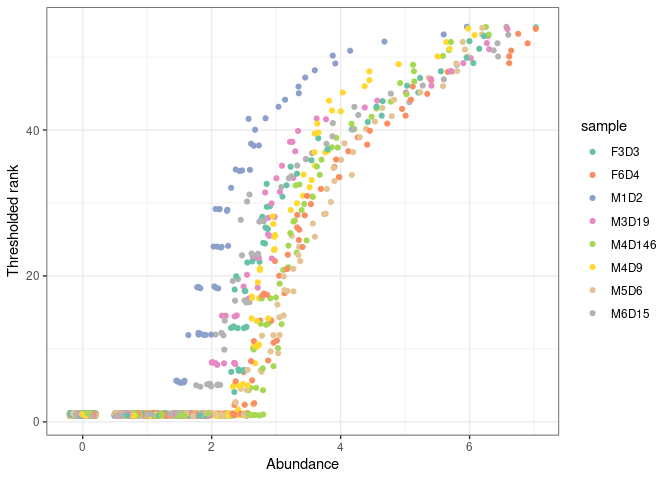 40
20
0
0
2
4
6
Abundance
Thresholded rank
sample
F3D3
F6D4
M1D2
M3D19
M4D146
M4D9
M5D6
M6D15